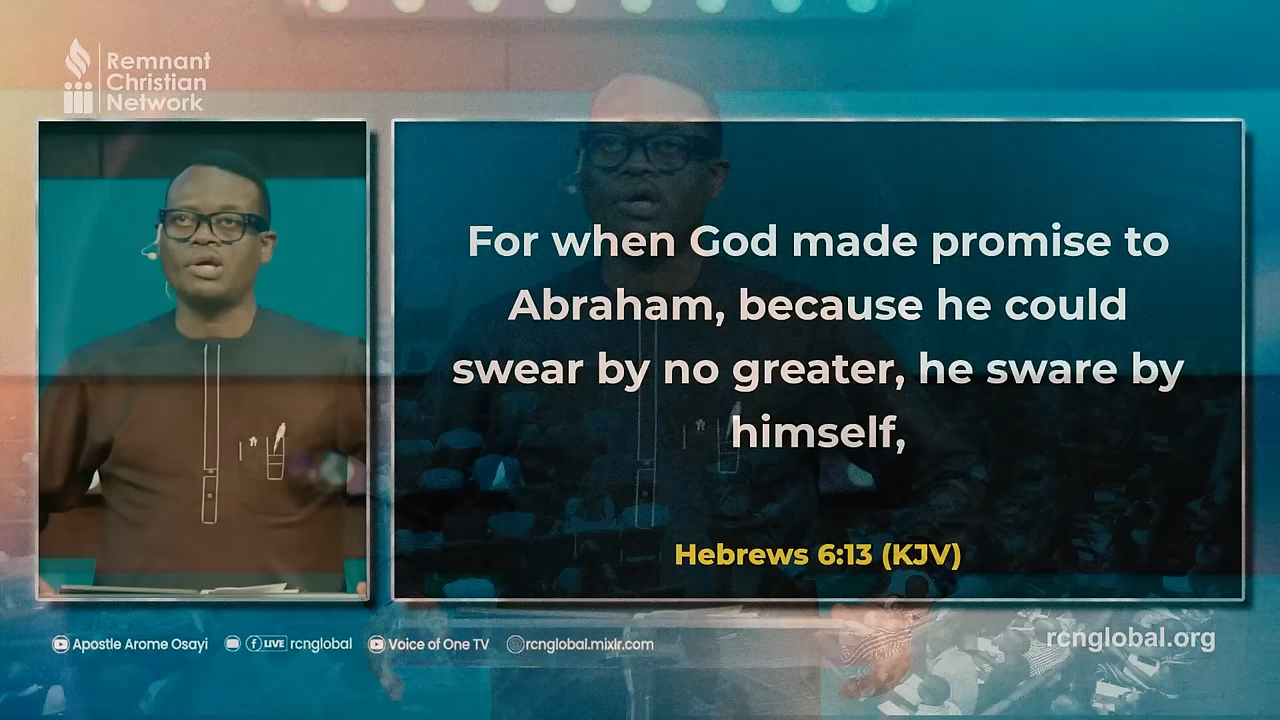 Remnant
Christian
Network
For when God made promise to
Abraham, because he could
swear by no greater, he sware by
himself,
Hebrews 6:13 (KJV)
Apostle Arome Osayi
LIVE rcnglobal
Voice of One TV
rcnglobal.mixlr.com
rcnglobal.org